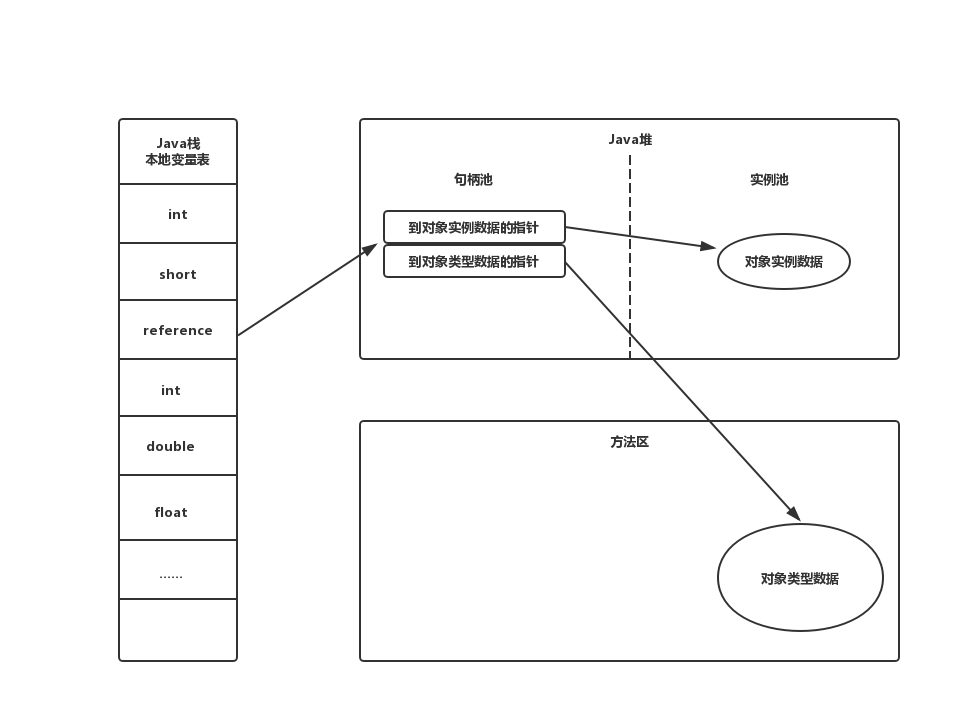 Java栈
本地变量表
int
short
reference
int
double
float
......
Java堆
句柄池
实例池
到对象实例数据的指针
到对象类型数据的指针
对象实例数据
方法区
对象类型数据